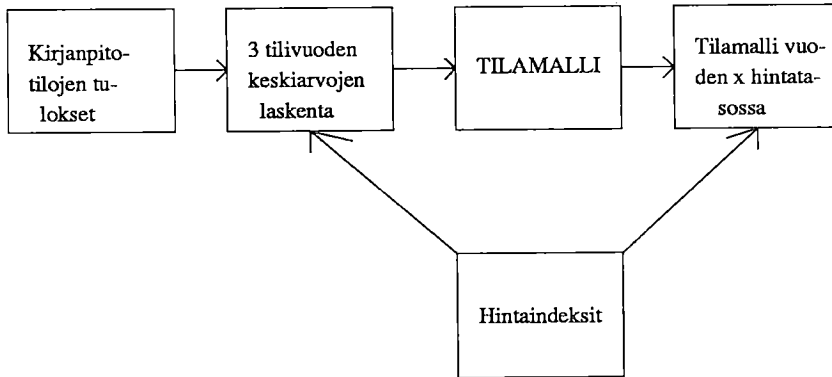 Kirjanpito-
tilojen tu-
lokset
3 tilivuoden
keskiarvojen
laskenta
TILAMALLI
Tilamalli vuo-
den x hintata-
sossa
Hintaindeksit